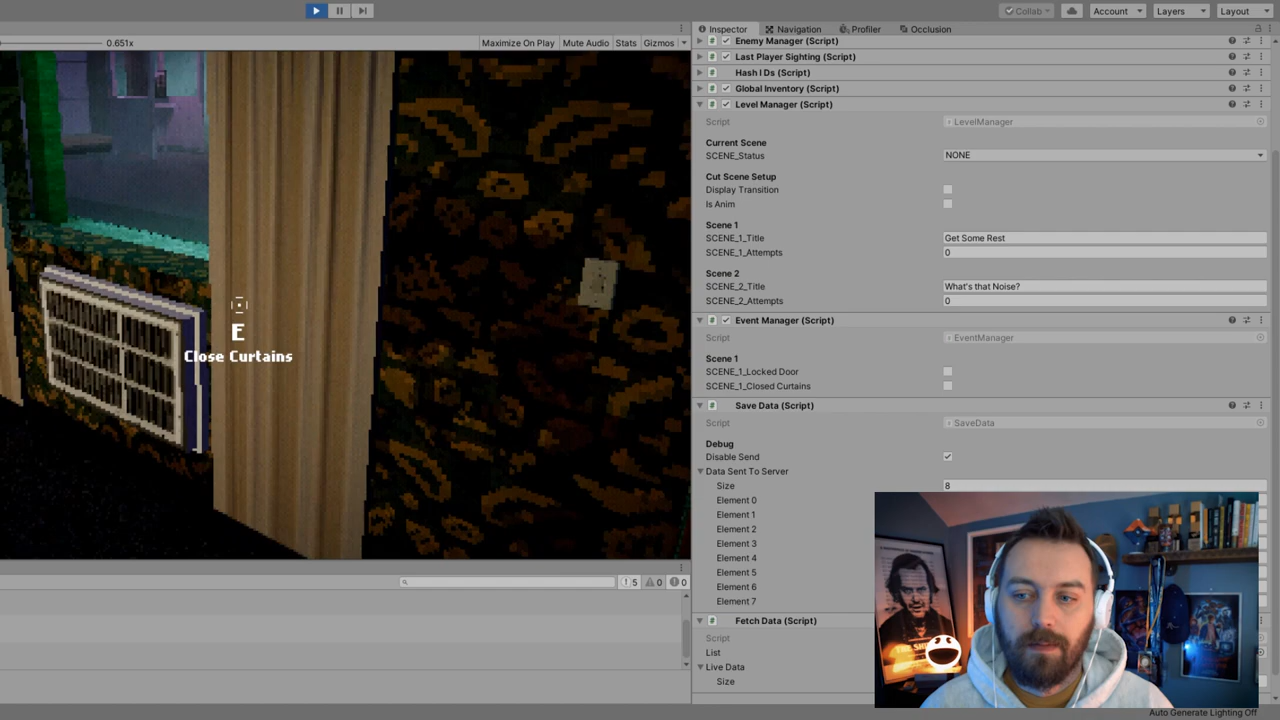 Collab
Account
Layers
Layout
Inspector
Navigation
Profiler
Occlusion
0.651x
Maximize On Play
Mute Audio
Stats
Gizmos
Enemy Manager (Script)
Last Player Sighting (Script)
Hash I Ds (Script)
Global Inventory (Script)
Level Manager (Script)
Script
LevelManager
Current Scene
SCENE_Status
NONE
Cut Scene Setup
Display Transition
Is Anim
Scene 1
SCENE_1_Title
Get Some Rest
SCENE_1_Attempts
0
Scene 2
SCENE_2_Title
What's that Noise?
SCENE_2_Attempts
0
E
Close Curtains
Event Manager (Script)
Script
EventManager
Scene 1
SCENE_1_Locked Door
SCENE_1_Closed Curtains
Save Data (Script)
Script
SaveData
Debug
Disable Send
Data Sent To Server
Size
8
Element 0
Element 1
Element 2
Element 3
Element 4
Element 5
Element 6
Element 7
5
0
0
Fetch Data (Script)
Script
List
Live Data
Size
Auto Generate Lighting Off